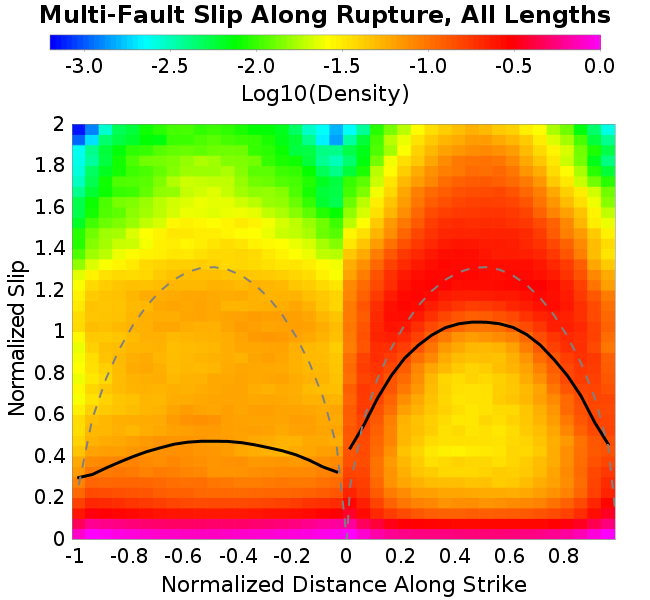 Multi-Fault Slip Along Rupture, All Lengths
-3.0 -2.5 -2.0 -1.5 -1.0 -0.5 0.0
Log10(Density)
2
1.8
1.6
1.4
1.2
1
0.8
0.6
0.4
0.2
0
Normalized Slip
-1 -0.8 -0.6 -0.4 -0.2 0 0.2 0.4 0.6 0.8
Normalized Distance Along Strike